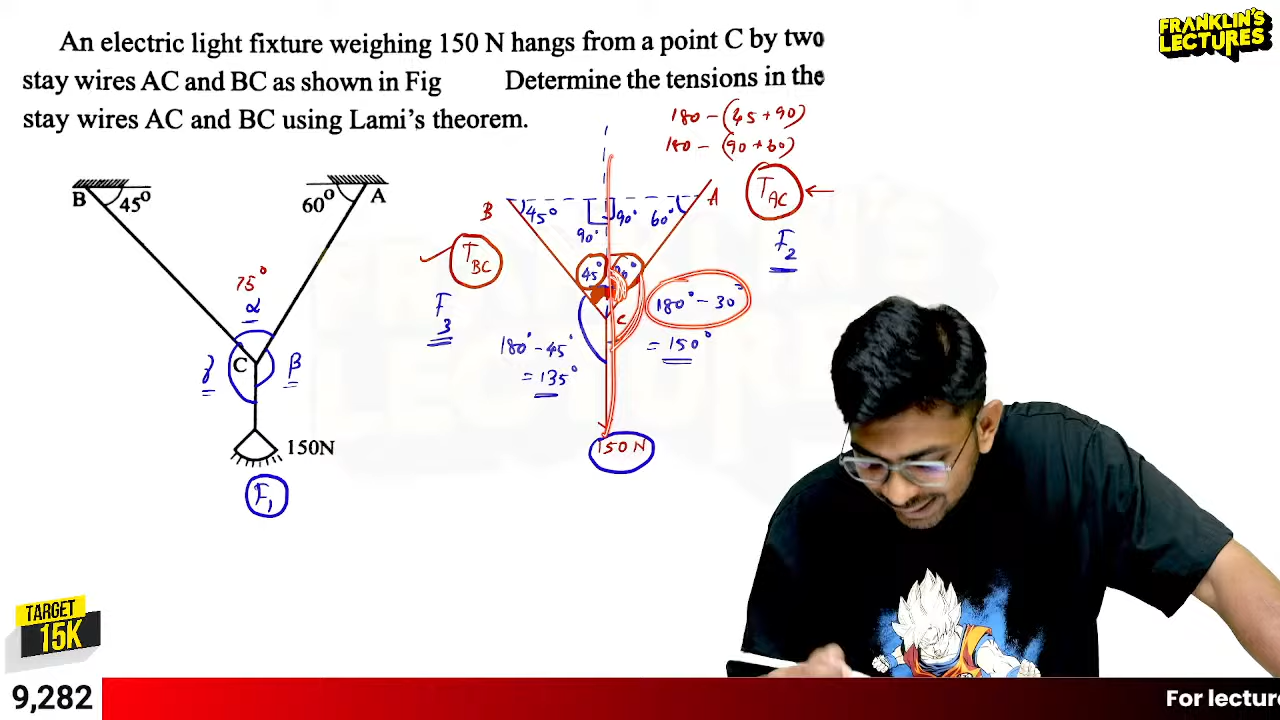 An electric light fixture weighing 150 N hangs from a point C by two
stay wires AC and BC as shown in Fig Determine the tensions in the
stay wires AC and BC using Lami's theorem.
FRANKLIN'S
LECTURES
180 - (45 + 90)
180 - (90 + 60)
B 45° 60° A
75°
α
γ C β
150N
F₁
B 45° 90° 60° A
90°
45° 30°
C
T_AC
F₂
T_BC
F₃
180° - 30°
= 150°
180° - 45°
= 135°
150N
TARGET
15K
9,282
For lectur